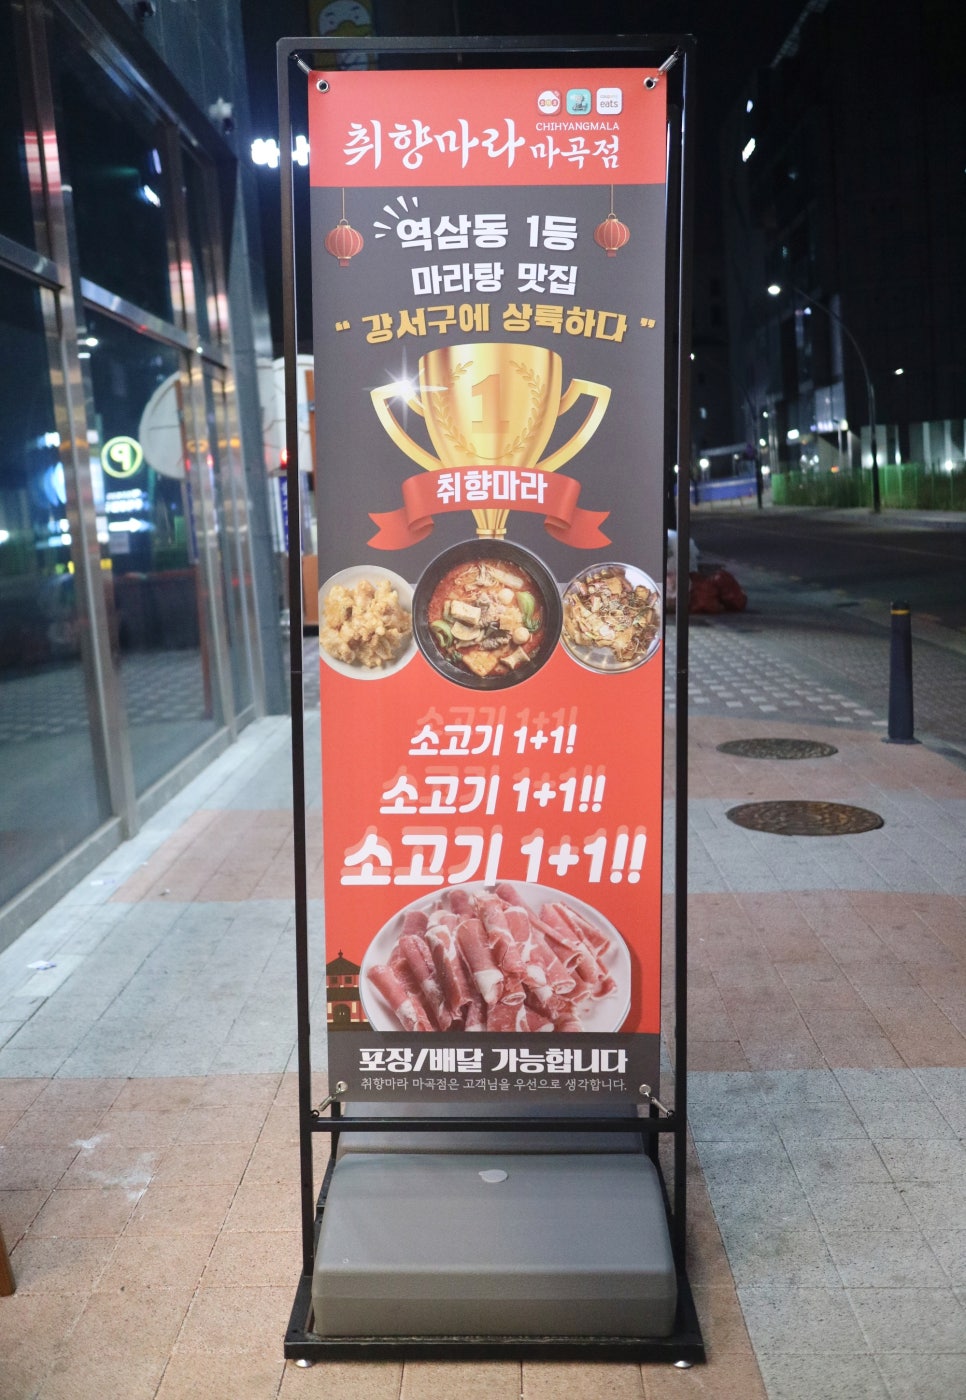 eats
CHIHYANGMALA
취향마라 마곡점
역삼동 1등
마라탕 맛집
“ 강서구에 상륙하다 ”
1
취향마라
소고기 1+1!
소고기 1+1!!
소고기 1+1!!
포장/배달 가능합니다
취향마라 마곡점은 고객님을 우선으로 생각합니다.
P